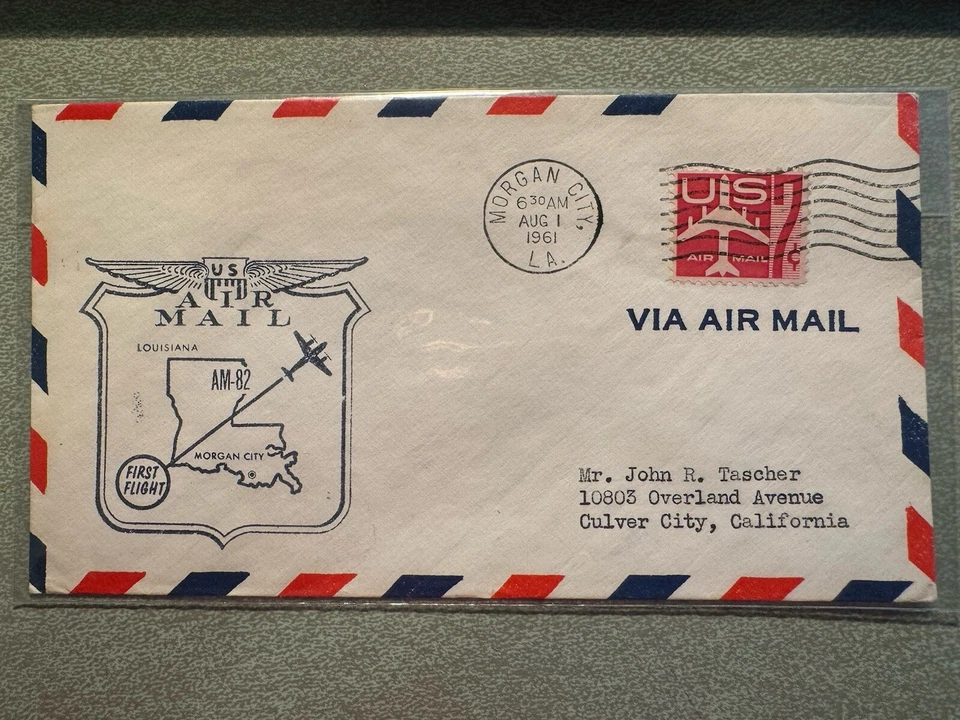 MORGAN CITY,
6 30 AM
AUG 1
1961
LA.
US
AIR MAIL 7¢
VIA AIR MAIL
US
AIR
MAIL
LOUISIANA
AM-82
MORGAN CITY
FIRST
FLIGHT
Mr. John R. Tascher
10803 Overland Avenue
Culver City, California